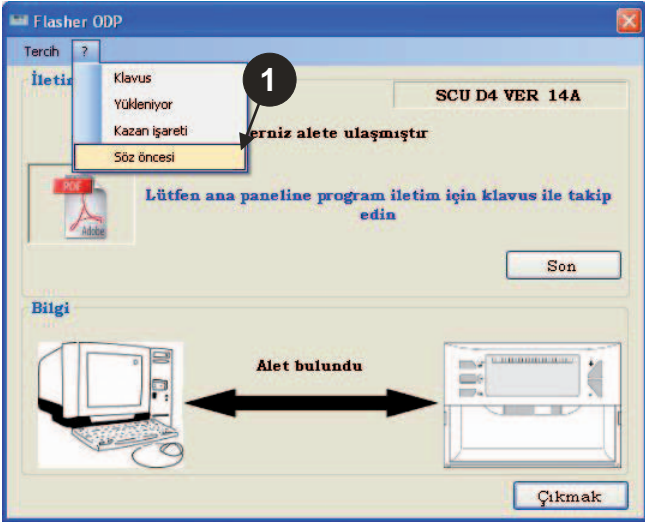 Flasher ODP
Tercih ?
Klavus
Yükleniyor
Kazan işareti
Söz öncesi
1
SCU D4 VER 14A
erniz alete ulaşmıştır
PDF
Adobe
Lütfen ana paneline program iletim için klavus ile takip
edin
Son
Bilgi
Alet bulundu
Çıkmak